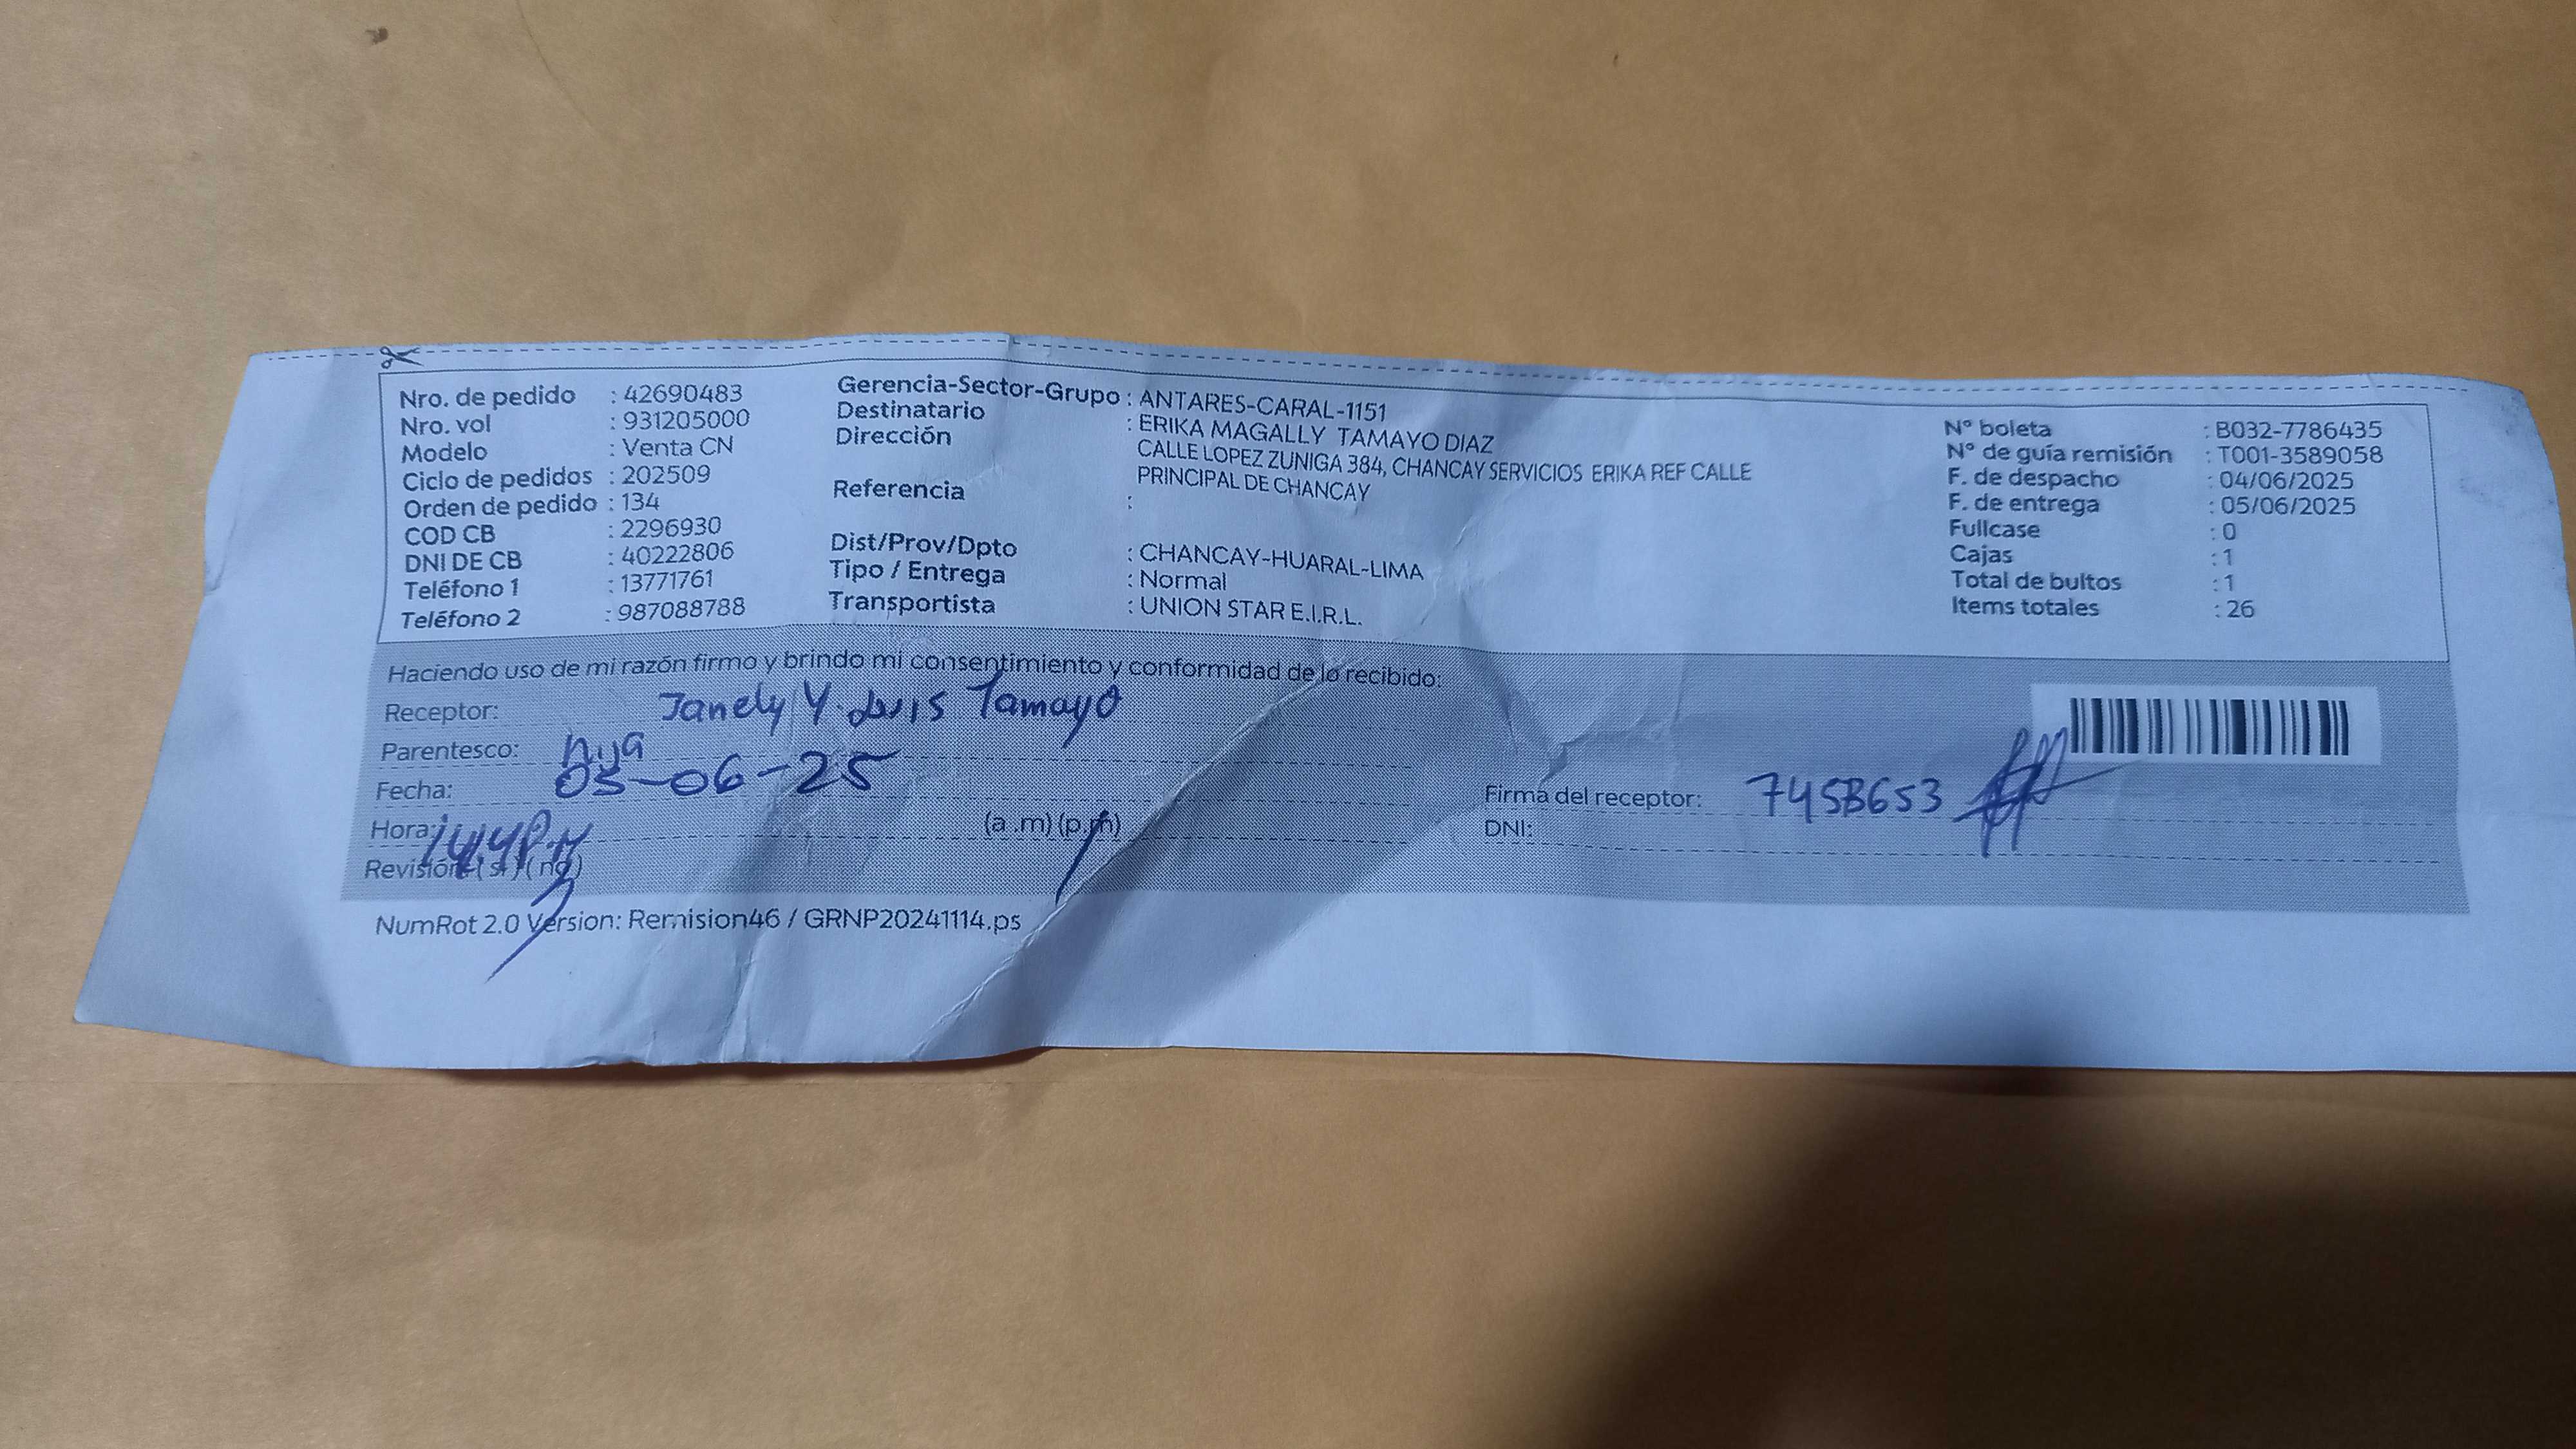 Nro. de pedido : 42690483
Nro. vol : 931205000
Modelo : Venta CN
Ciclo de pedidos : 202509
Orden de pedido : 134
COD CB : 2296930
DNI DE CB : 40222806
Teléfono 1 : 13771761
Teléfono 2 : 987088788
Gerencia-Sector-Grupo : ANTARES-CARAL-1151
Destinatario : ERIKA MAGALLY TAMAYO DIAZ
Dirección CALLE LOPEZ ZUNIGA 384, CHANCAY SERVICIOS ERIKA REF CALLE
PRINCIPAL DE CHANCAY
Referencia :
Dist/Prov/Dpto : CHANCAY-HUARAL-LIMA
Tipo / Entrega : Normal
Transportista : UNION STAR E.I.R.L.
N° boleta : B032-7786435
N° de guía remisión : T001-3589058
F. de despacho : 04/06/2025
F. de entrega : 05/06/2025
Fullcase : 0
Cajas : 1
Total de bultos : 1
Items totales : 26
Haciendo uso de mi razón firmo y brindo mi consentimiento y conformidad de lo recibido:
Receptor: Janely Y. Luis Tamayo
Parentesco: Hija
Fecha: 05-06-25
Hora: (a .m) (p.m)
Revisión: ( si ) ( no )
Firma del receptor:
DNI:
NumRot 2.0 Version: Remision46 / GRNP20241114.ps